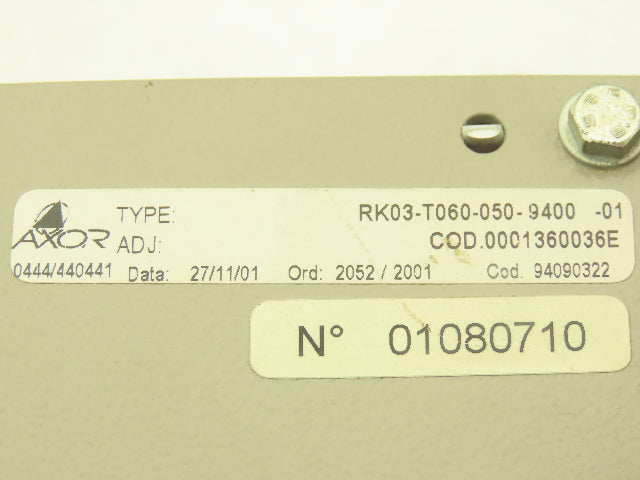 TYPE: RK03-T060-050-9400 -01
AXOR ADJ: COD.0001360036E
0444/440441 Data: 27/11/01 Ord: 2052 / 2001 Cod. 94090322
N° 01080710